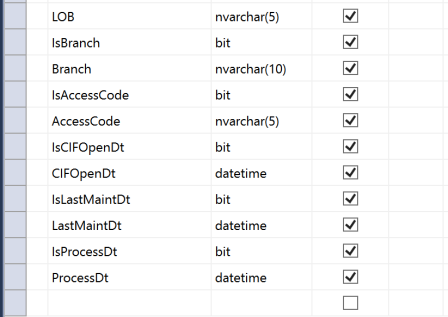 LOB nvarchar(5)
IsBranch bit
Branch nvarchar(10)
IsAccessCode bit
AccessCode nvarchar(5)
IsCIFOpenDt bit
CIFOpenDt datetime
IsLastMaintDt bit
LastMaintDt datetime
IsProcessDt bit
ProcessDt datetime